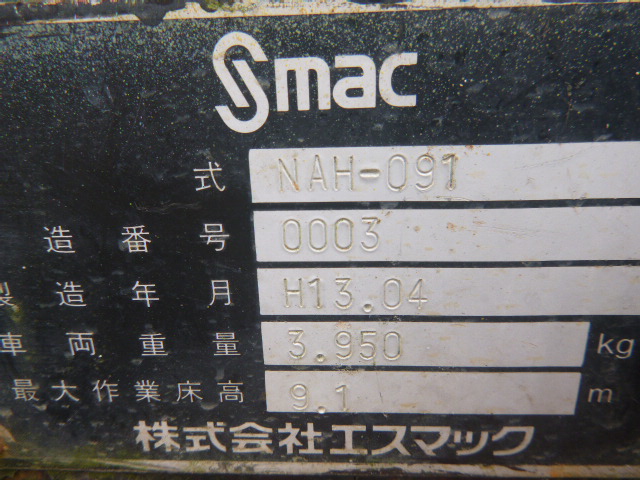 Smac
式 NAH-091
造番号 0003
製造年月 H13.04
車両重量 3.950 kg
最大作業床高 9.1 m
株式会社エスマック